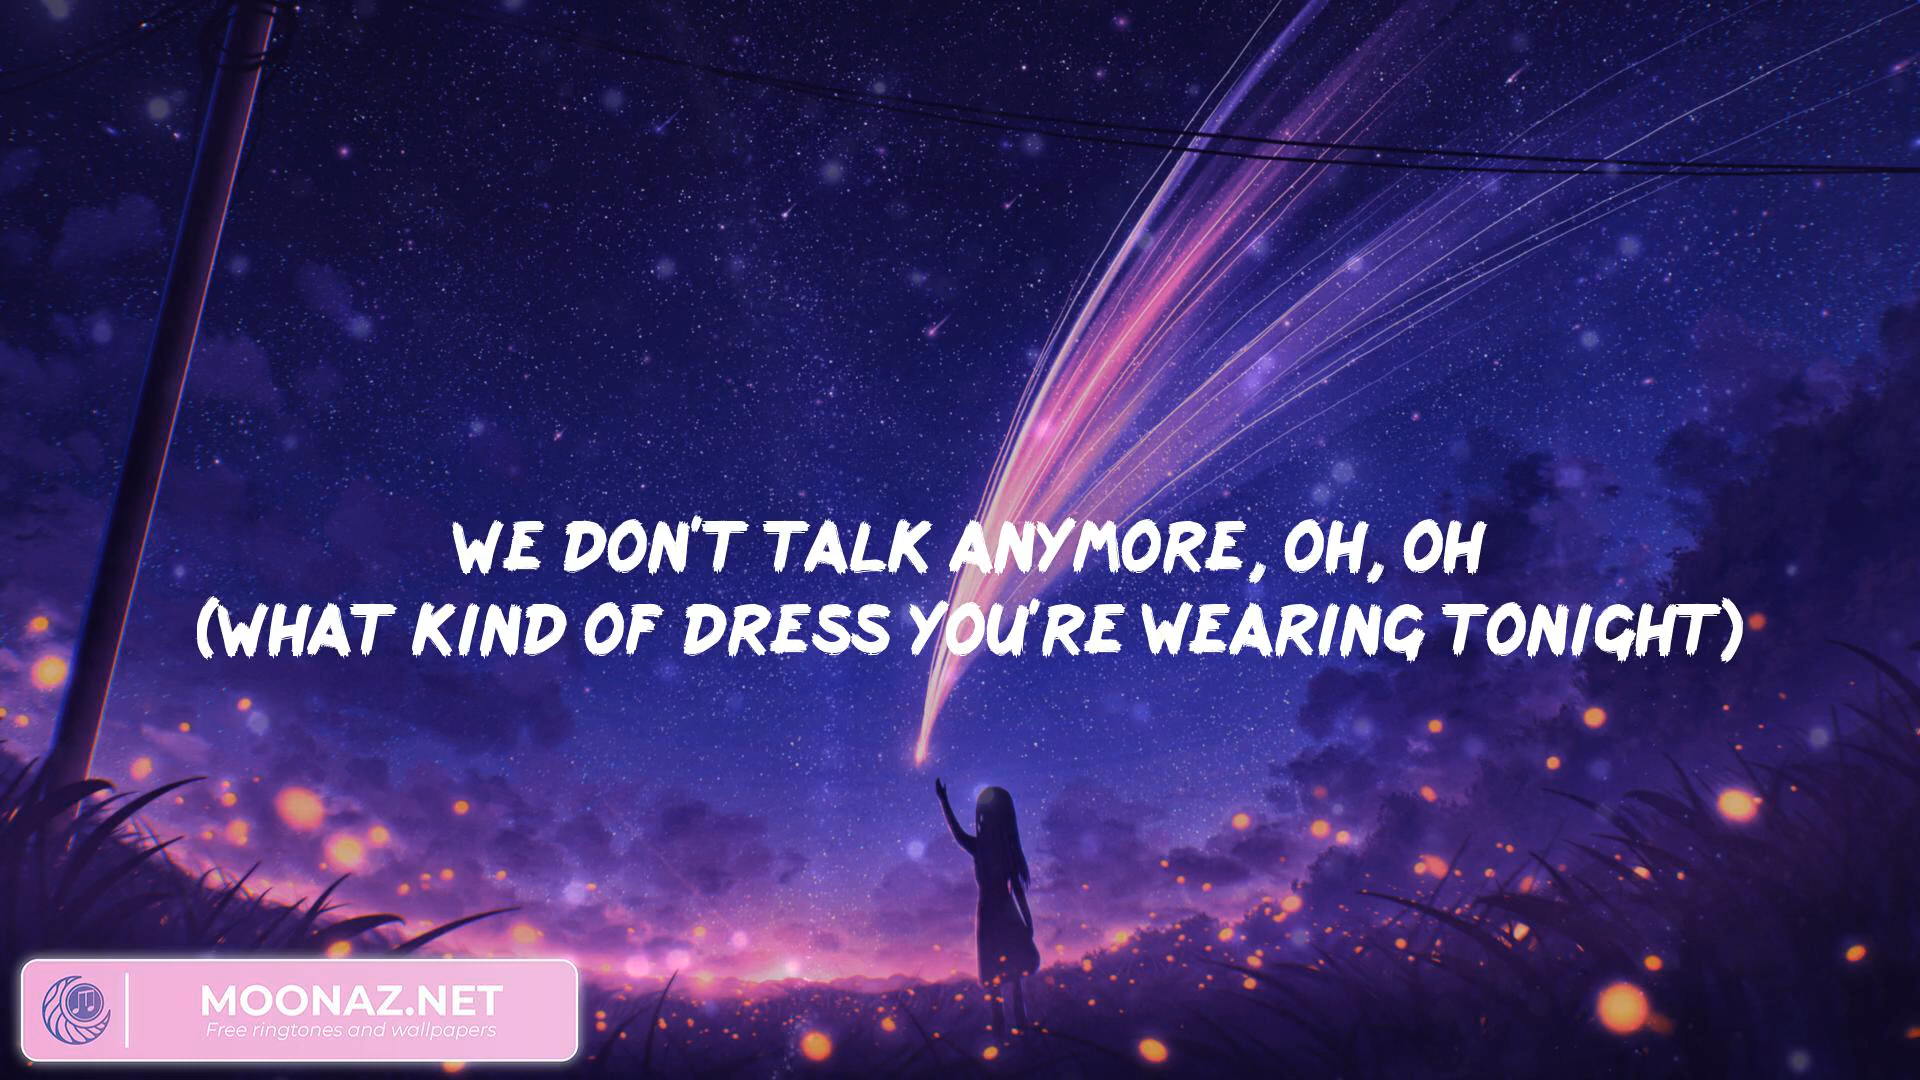 WE DON'T TALK ANYMORE, OH, OH
(WHAT KIND OF DRESS YOU'RE WEARING TONIGHT)
MOONAZ.NET
Free ringtones and wallpapers